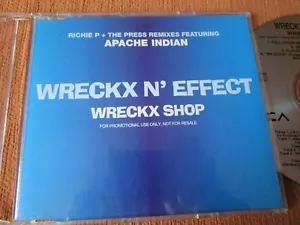 RICHIE P + THE PRESS REMIXES FEATURING
APACHE INDIAN
WRECKX N' EFFECT
WRECKX SHOP
FOR PROMOTIONAL USE ONLY, NOT FOR RESALE.